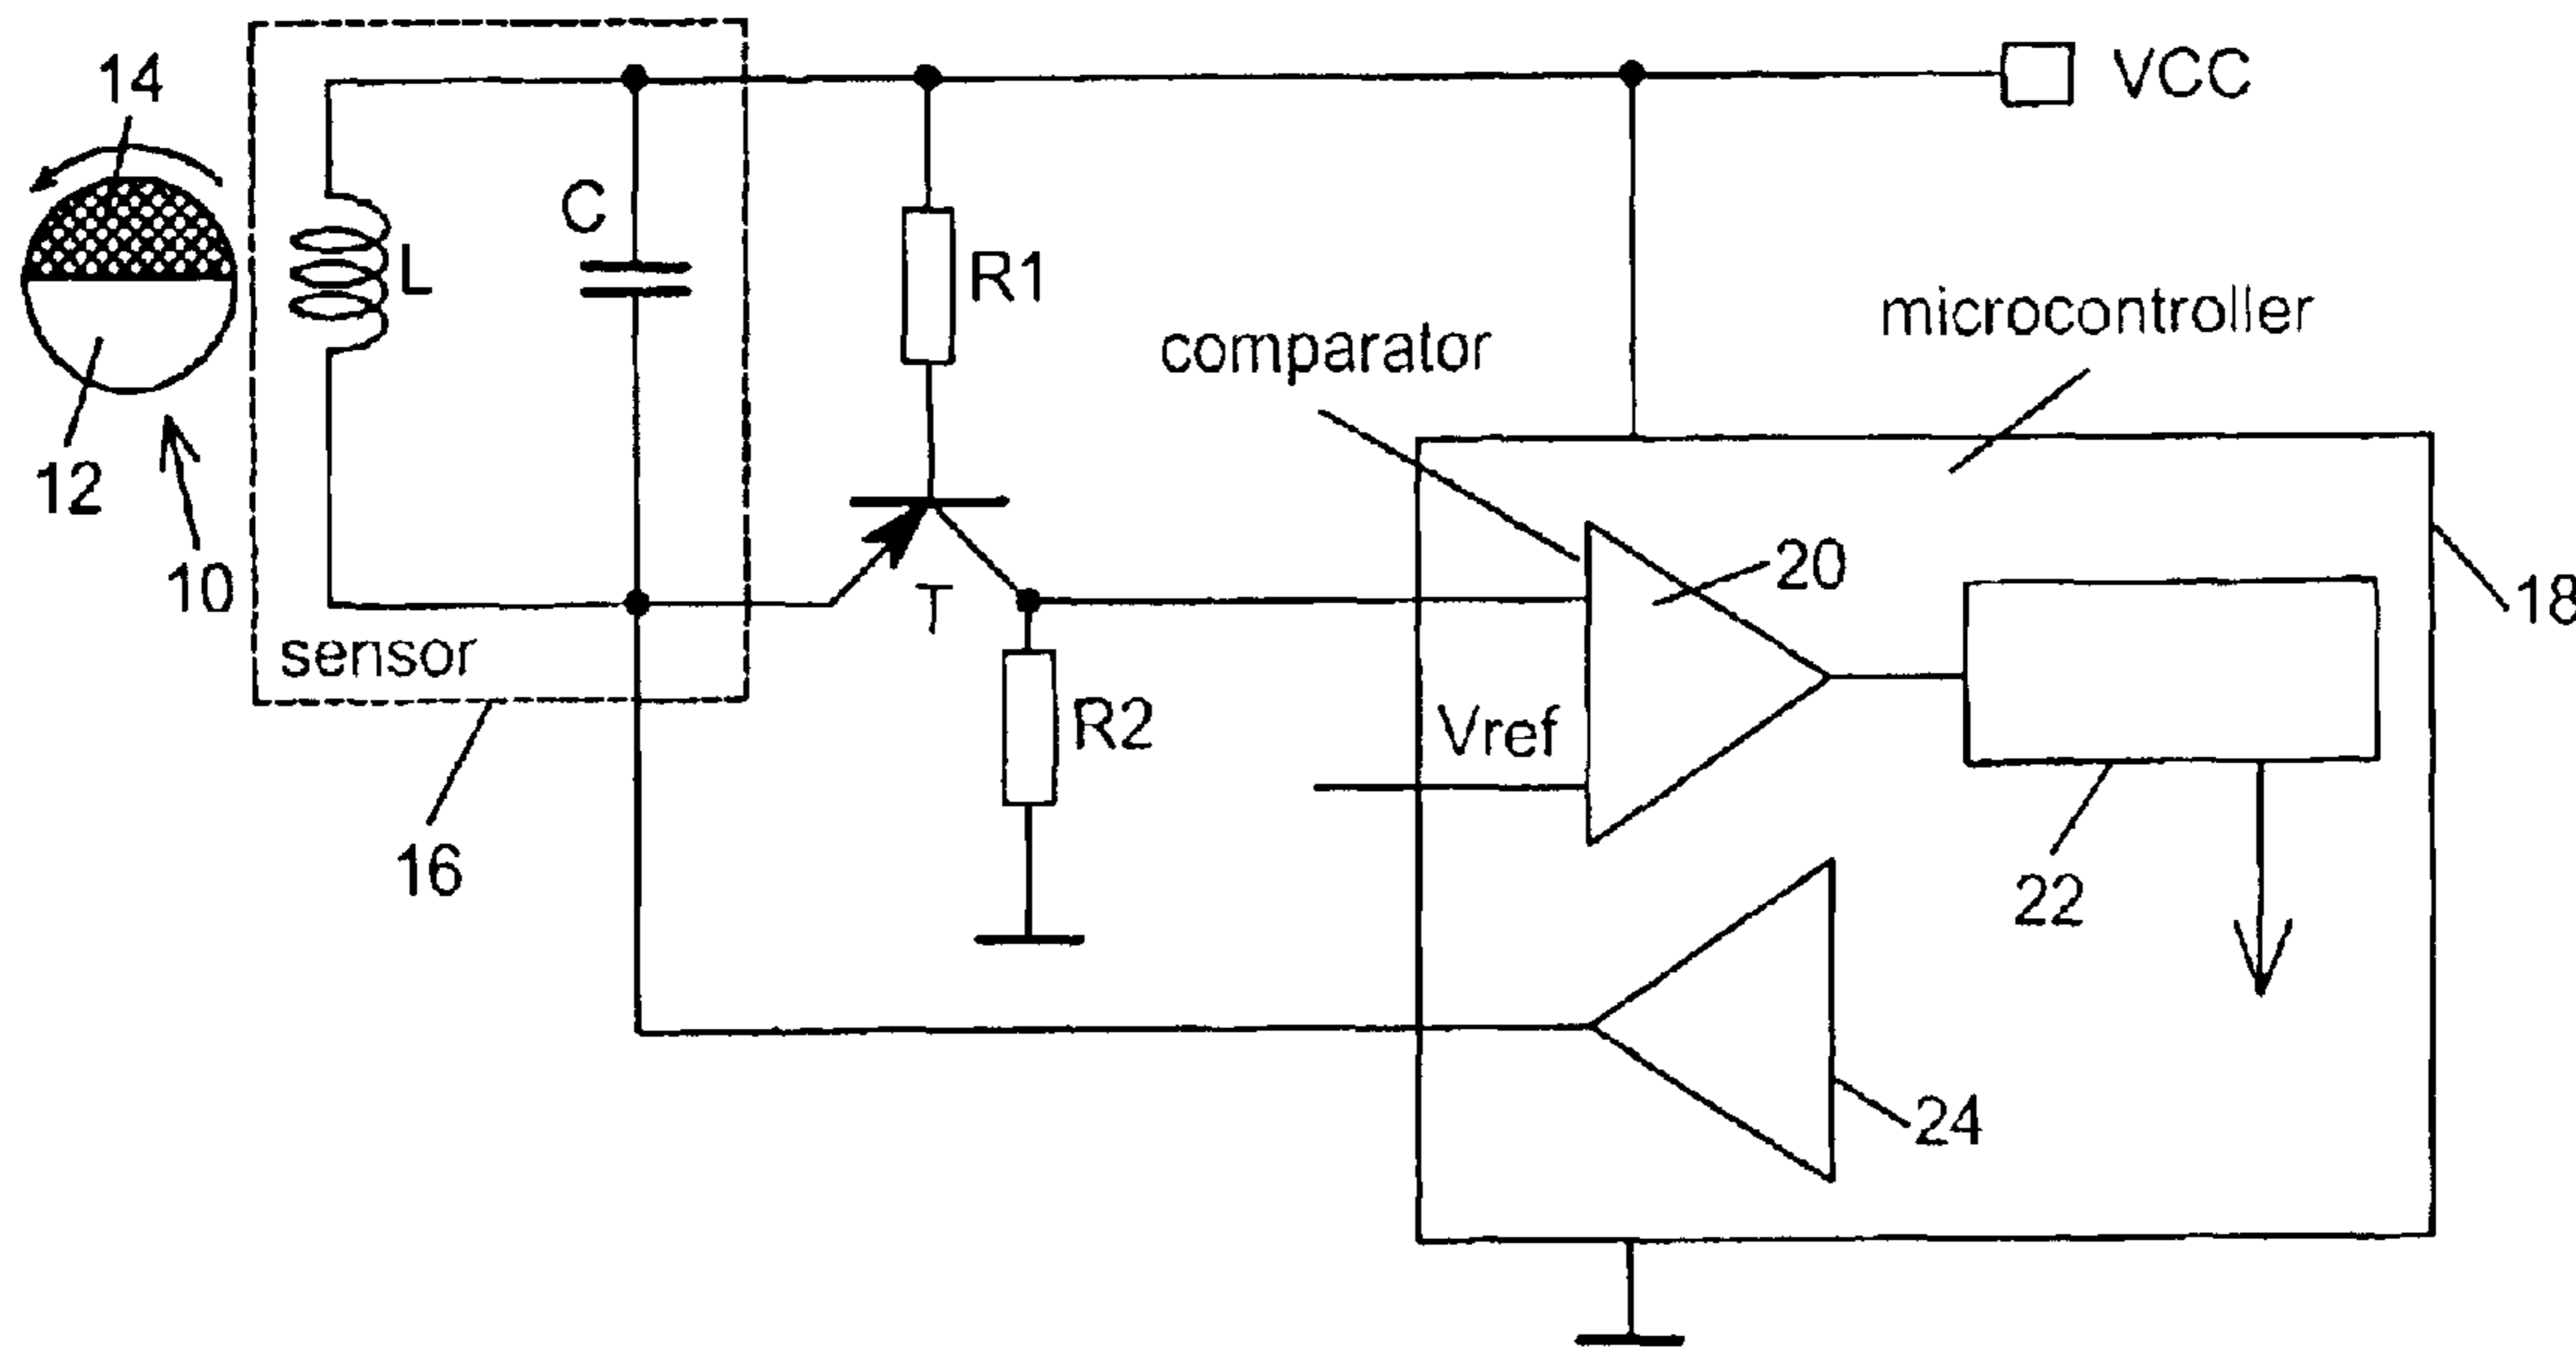 14
VCC
C
L
R1
microcontroller
comparator
12
10
20
T
18
sensor
R2
Vref
16
22
24